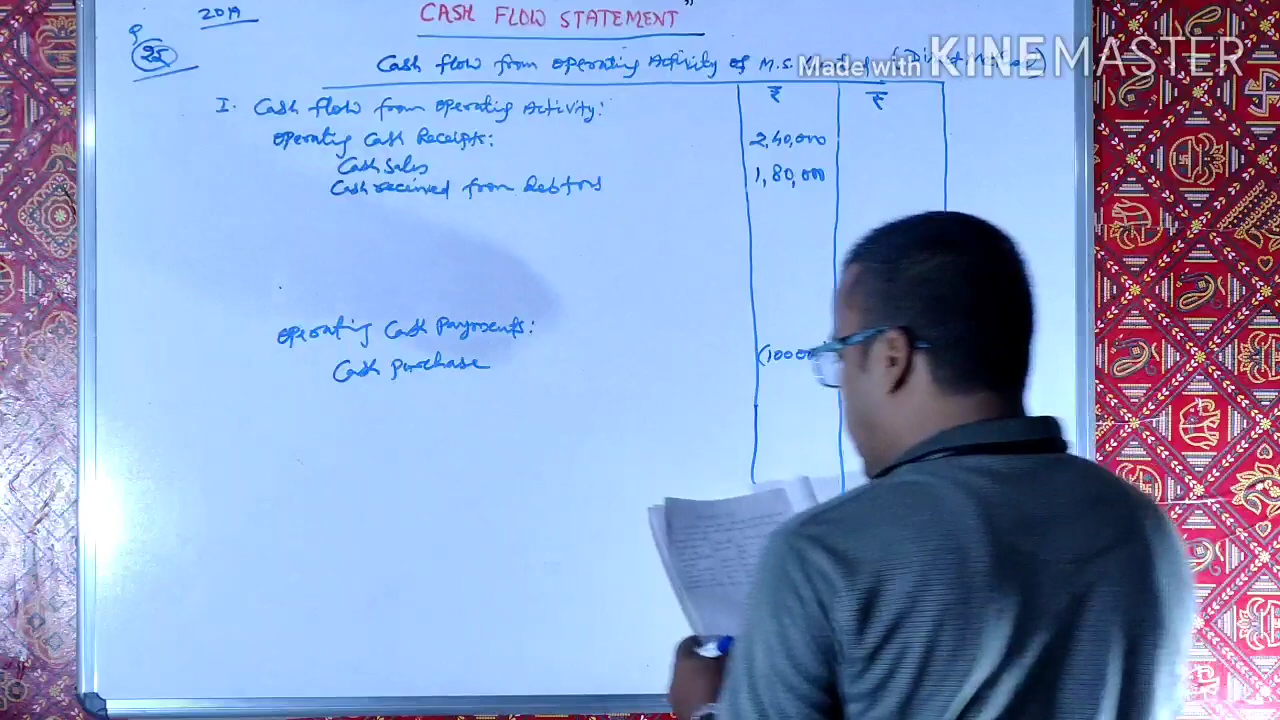 2019
CASH FLOW STATEMENT"
Q
25
Cash flow from operating Activity of M.S.
Made with KINEMASTER
₹ ₹
I. Cash flow from operating Activity:
Operating Cash Receipts:
2,40,000
Cash Sales
1,80,000
Cash received from Debtors
Operating Cash Payments:
Cash purchase
(10000